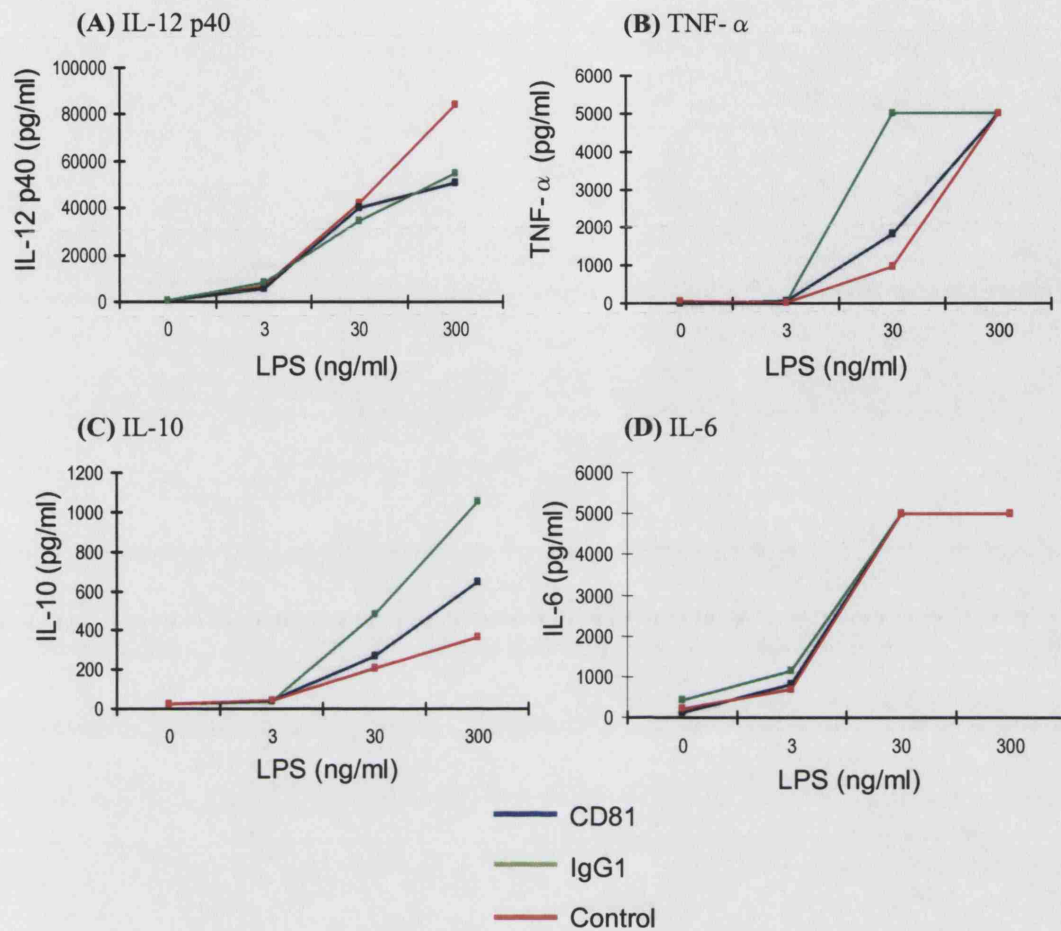 (A) IL-12 p40
IL-12 p40 (pg/ml)
100000
80000
60000
40000
20000
0
0 3 30 300
LPS (ng/ml)
(B) TNF- α
TNF- α (pg/ml)
6000
5000
4000
3000
2000
1000
0
0 3 30 300
LPS (ng/ml)
(C) IL-10
IL-10 (pg/ml)
1200
1000
800
600
400
200
0
0 3 30 300
LPS (ng/ml)
(D) IL-6
IL-6 (pg/ml)
6000
5000
4000
3000
2000
1000
0
0 3 30 300
LPS (ng/ml)
CD81
IgG1
Control